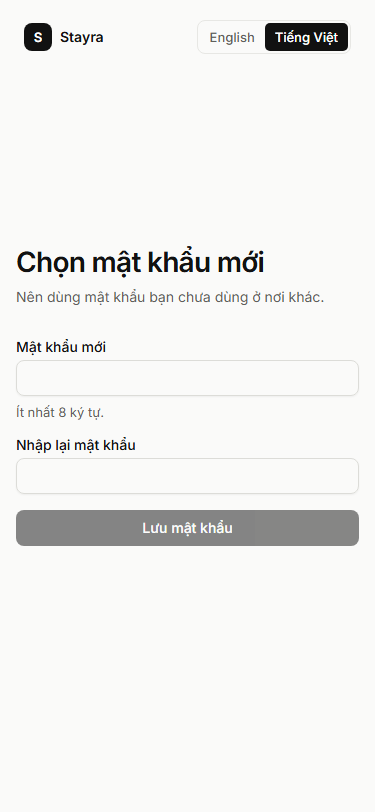 S Stayra English Tiếng Việt
Chọn mật khẩu mới
Nên dùng mật khẩu bạn chưa dùng ở nơi khác.
Mật khẩu mới
Ít nhất 8 ký tự.
Nhập lại mật khẩu
Lưu mật khẩu